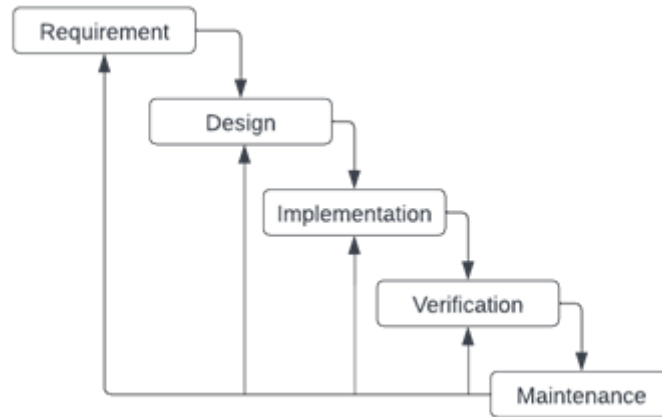 Requirement
Design
Implementation
Verification
Maintenance